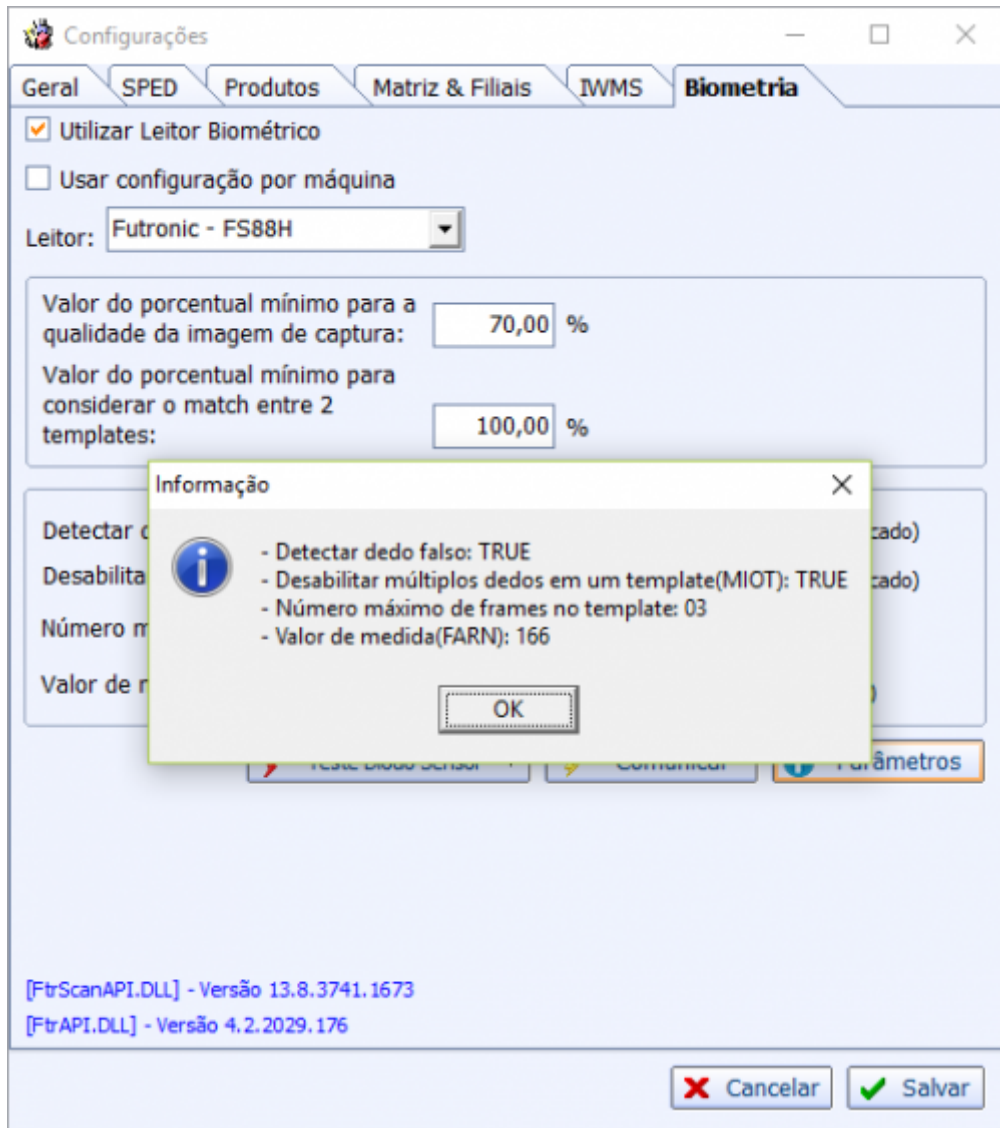 Configurações
Geral SPED Produtos Matriz & Filiais IWMS Biometria
Utilizar Leitor Biométrico
Usar configuração por máquina
Leitor: Futronic - FS88H
Valor do porcentual mínimo para a
qualidade da imagem de captura: 70,00 %
Valor do porcentual mínimo para
considerar o match entre 2
templates: 100,00 %
Informação
Detectar
- Detectar dedo falso: TRUE
- Desabilitar múltiplos dedos em um template(MIOT): TRUE
- Número máximo de frames no template: 03
- Valor de medida(FARN): 166
Desabilita
Número m
Valor de
cado)
cado)
OK
Comunicar Parâmetros
[FtrScanAPI.DLL] - Versão 13.8.3741.1673
[FtrAPI.DLL] - Versão 4.2.2029.176
Cancelar Salvar